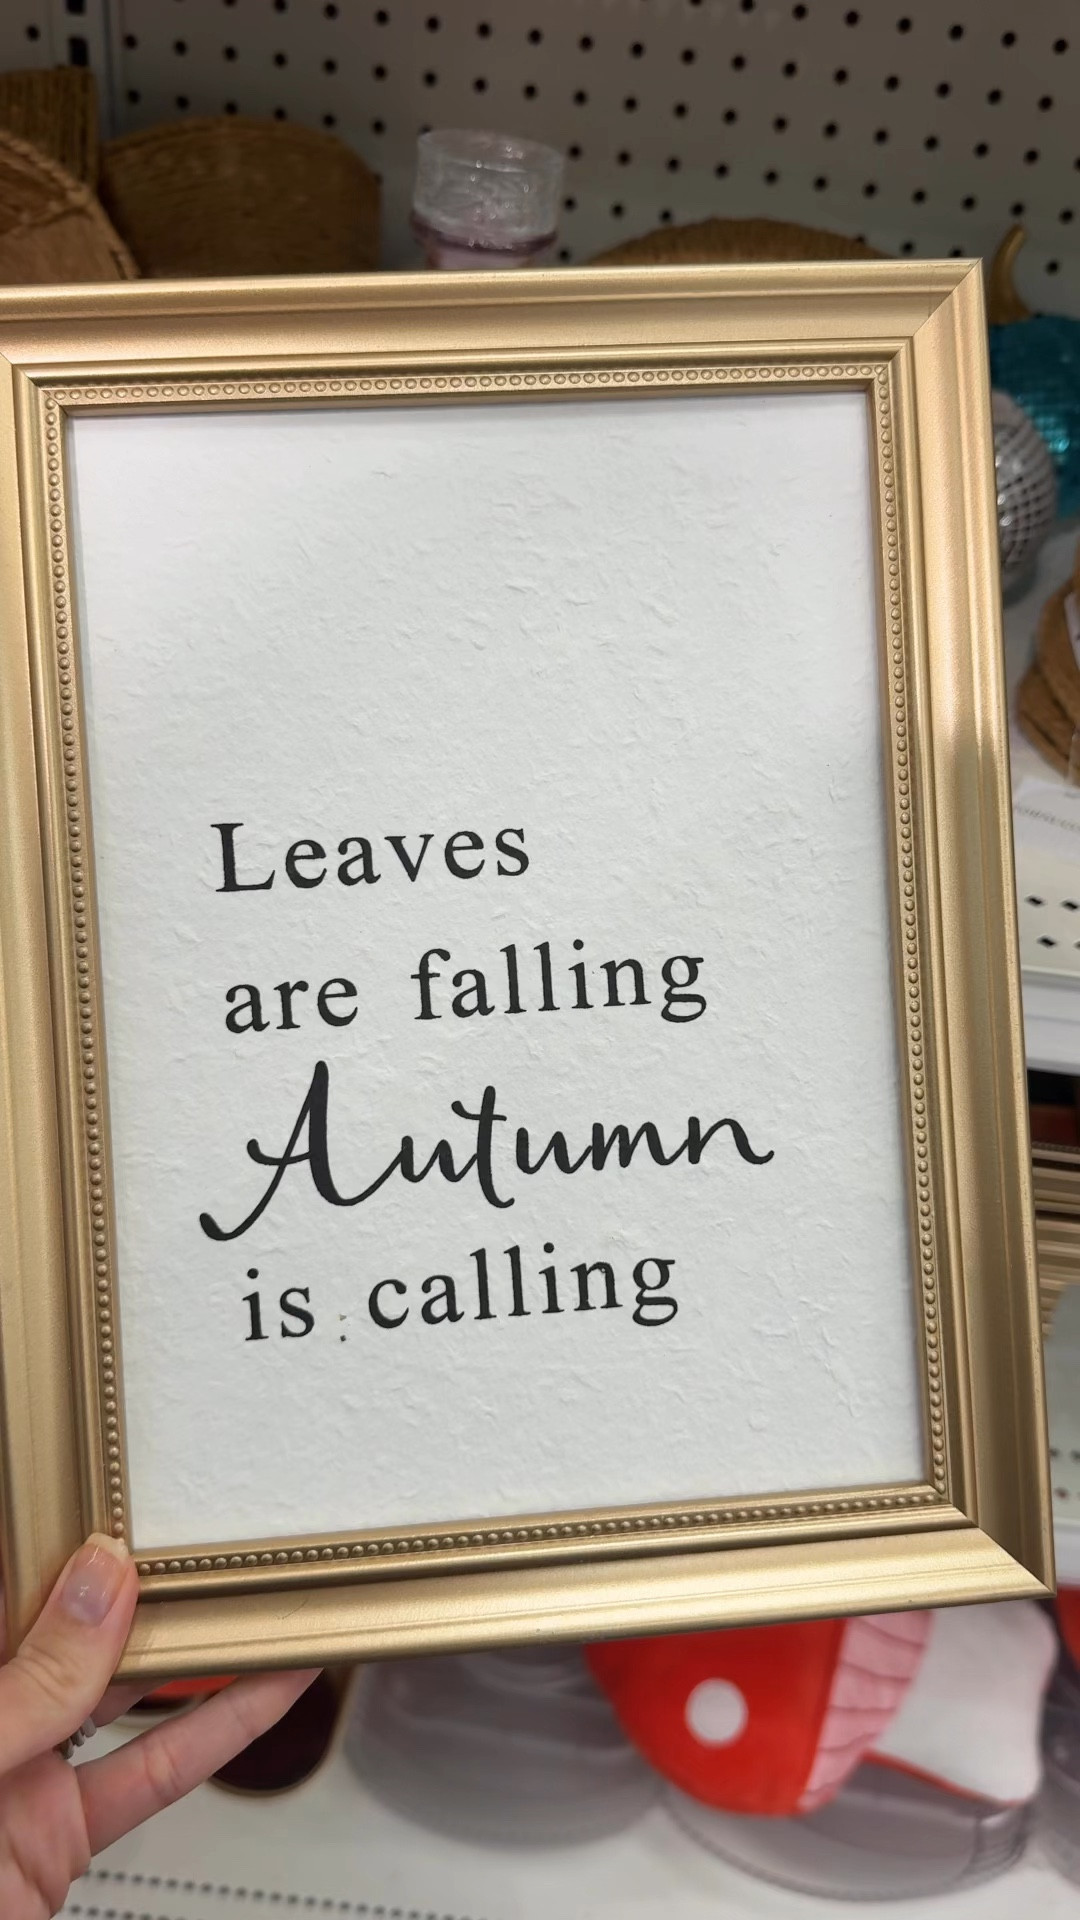 Leaves
are falling
Autumn
is calling